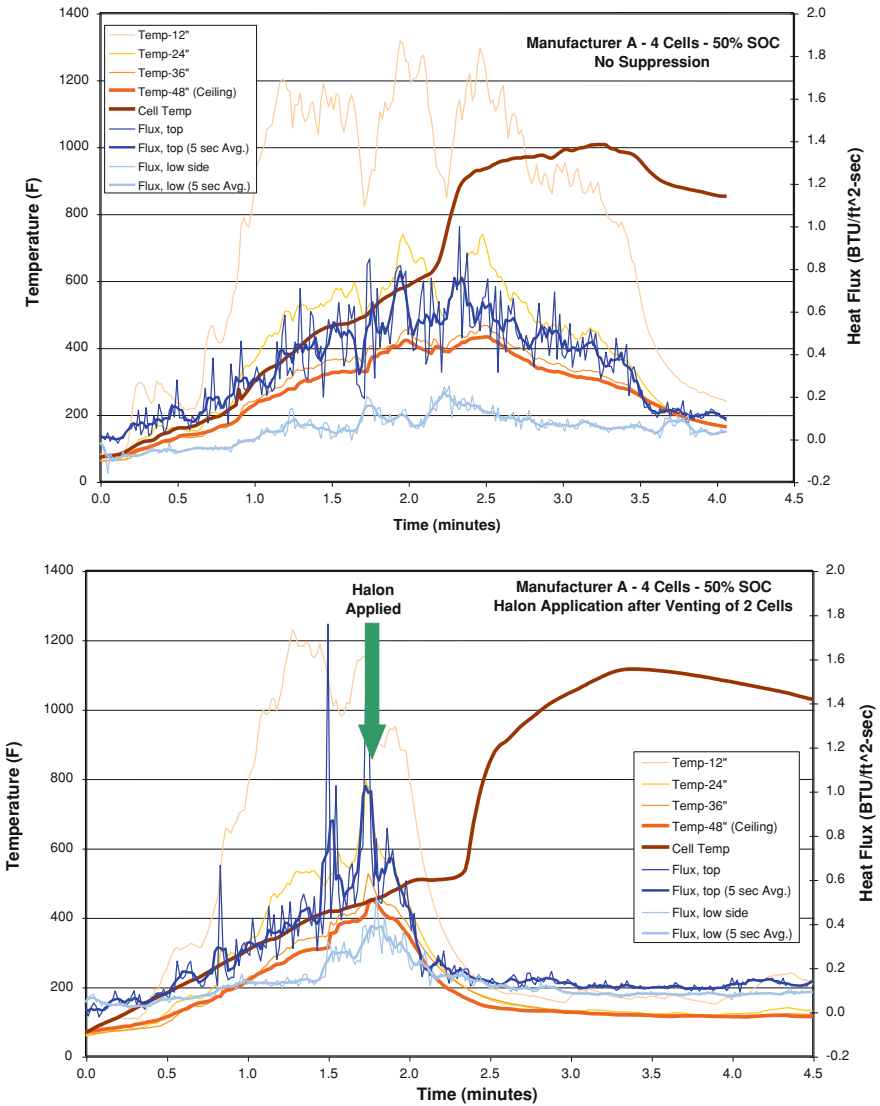 Manufacturer A - 4 Cells - 50% SOC
No Suppression
Temp-12"
Temp-24"
Temp-36"
Temp-48" (Ceiling)
Cell Temp
Flux, top
Flux, top (5 sec Avg.)
Flux, low side
Flux, low (5 sec Avg.)
Temperature (F)
1400
1200
1000
800
600
400
200
0
Heat Flux (BTU/ft^2-sec)
2.0
1.8
1.6
1.4
1.2
1.0
0.8
0.6
0.4
0.2
0.0
-0.2
0.0 0.5 1.0 1.5 2.0 2.5 3.0 3.5 4.0 4.5
Time (minutes)
Manufacturer A - 4 Cells - 50% SOC
Halon Application after Venting of 2 Cells
Halon
Applied
Temp-12"
Temp-24"
Temp-36"
Temp-48" (Ceiling)
Cell Temp
Flux, top
Flux, top (5 sec Avg.)
Flux, low side
Flux, low (5 sec Avg.)
Temperature (F)
1400
1200
1000
800
600
400
200
0
Heat Flux (BTU/ft^2-sec)
2.0
1.8
1.6
1.4
1.2
1.0
0.8
0.6
0.4
0.2
0.0
-0.2
0.0 0.5 1.0 1.5 2.0 2.5 3.0 3.5 4.0 4.5
Time (minutes)